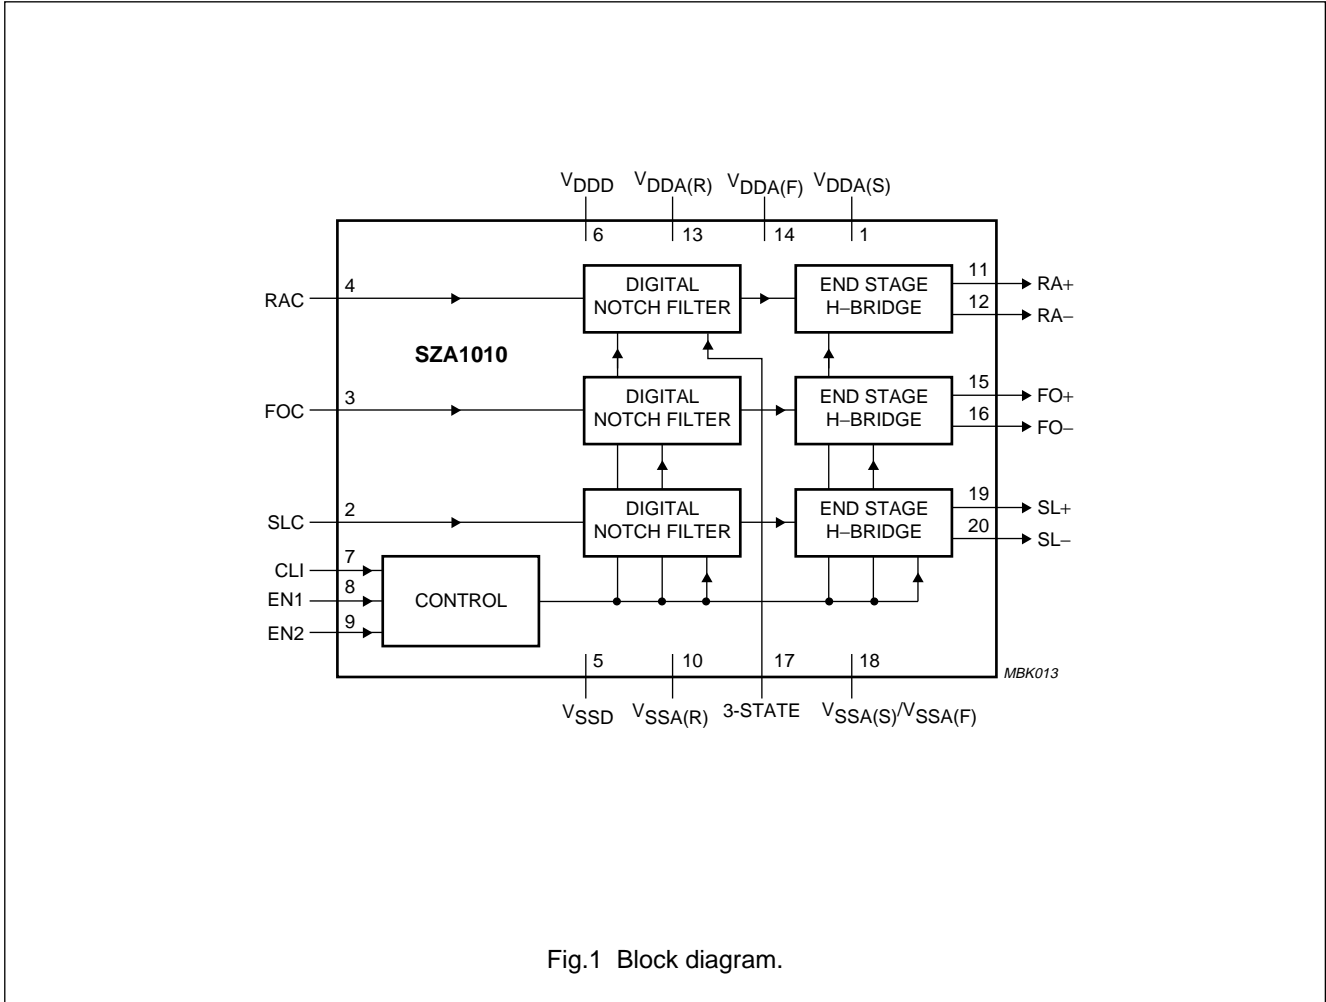 VDDD VDDA(R) VDDA(F) VDDA(S)
6 13 14 1
RAC 4 DIGITAL NOTCH FILTER END STAGE H−BRIDGE 11 RA+
12 RA−
SZA1010
FOC 3 DIGITAL NOTCH FILTER END STAGE H−BRIDGE 15 FO+
16 FO−
SLC 2 DIGITAL NOTCH FILTER END STAGE H−BRIDGE 19 SL+
20 SL−
CLI 7
EN1 8 CONTROL
EN2 9
5 10 17 18
MBK013
VSSD VSSA(R) 3-STATE VSSA(S)/VSSA(F)
Fig.1 Block diagram.